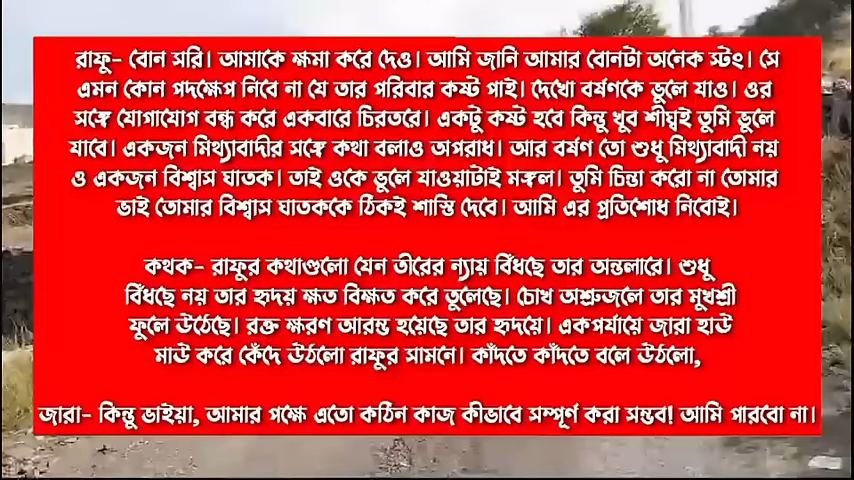 রাফু- বোন সরি। আমাকে ক্ষমা করে দেও। আমি জানি আমার বোনটা অনেক স্টং। সে
এমন কোন পদক্ষেপ নিবে না যে তার পরিবার কষ্ট পাই। দেখো বর্ষণকে ভুলে যাও। ওর
সঙ্গে যোগাযোগ বন্ধ করে একবারে চিরতরে। একটু কষ্ট হবে কিন্তু খুব শীঘ্রই তুমি ভুলে
যাবে। একজন মিথ্যাবাদীর সঙ্গে কথা বলাও অপরাধ। আর বর্ষণ তো শুধু মিথ্যাবাদী নয়
ও একজন বিশ্বাস ঘাতক। তাই ওকে ভুলে যাওয়াটাই মঙ্গল। তুমি চিন্তা করো না তোমার
ভাই তোমার বিশ্বাস ঘাতককে ঠিকই শাস্তি দেবে। আমি এর প্রতিশোধ নিবোই।
কথক- রাফুর কথাগুলো যেন তীরের ন্যায় বিঁধছে তার অন্তলারে। শুধু
বিঁধছে নয় তার হৃদয় ক্ষত বিক্ষত করে তুলেছে। চোখ অশ্রুজলে তার মুখশ্রী
ফুলে উঠেছে। রক্ত ক্ষরণ আরম্ভ হয়েছে তার হৃদয়ে। একপর্যায়ে জারা হাউ
মাউ করে কেঁদে উঠলো রাফুর সামনে। কাঁদতে কাঁদতে বলে উঠলো,
জারা- কিন্তু ভাইয়া, আমার পক্ষে এতো কঠিন কাজ কীভাবে সম্পূর্ণ করা সম্ভব! আমি পারবো না।